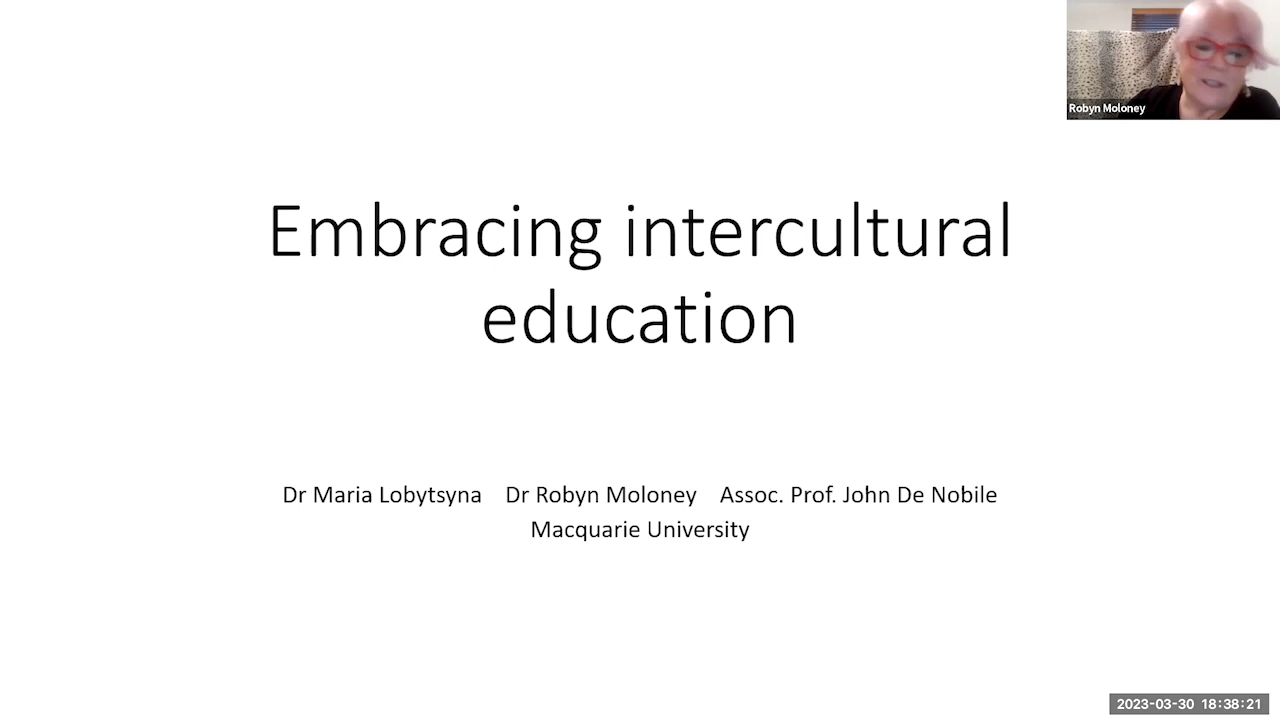 Robyn Moloney
Embracing intercultural
education
Dr Maria Lobytsyna Dr Robyn Moloney Assoc. Prof. John De Nobile
Macquarie University
2023-03-30 18:38:21